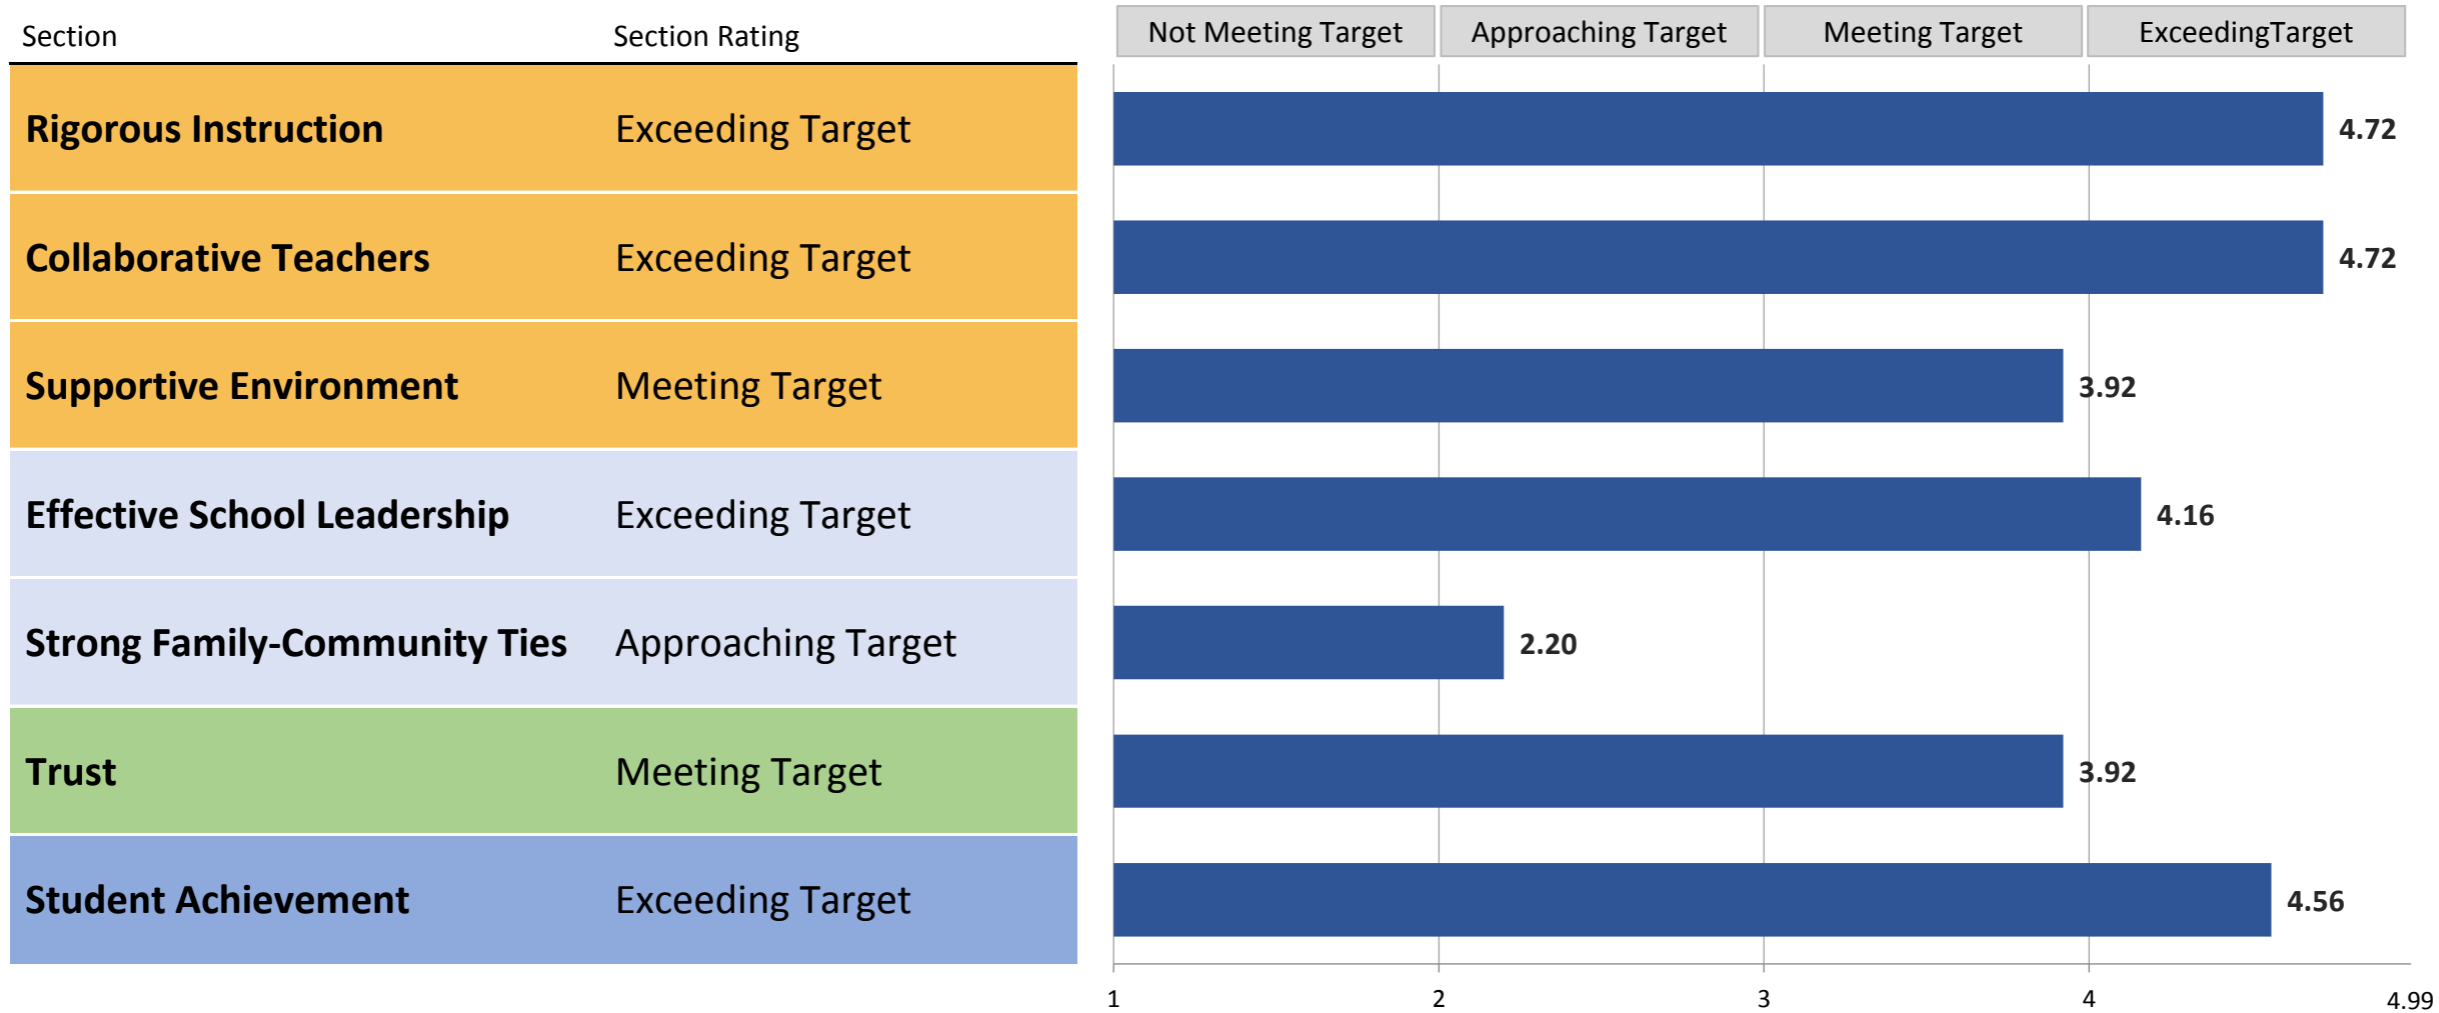 Section Section Rating Not Meeting Target Approaching Target Meeting Target ExceedingTarget
Rigorous Instruction Exceeding Target 4.72
Collaborative Teachers Exceeding Target 4.72
Supportive Environment Meeting Target 3.92
Effective School Leadership Exceeding Target 4.16
Strong Family-Community Ties Approaching Target 2.20
Trust Meeting Target 3.92
Student Achievement Exceeding Target 4.56
1 2 3 4 4.99